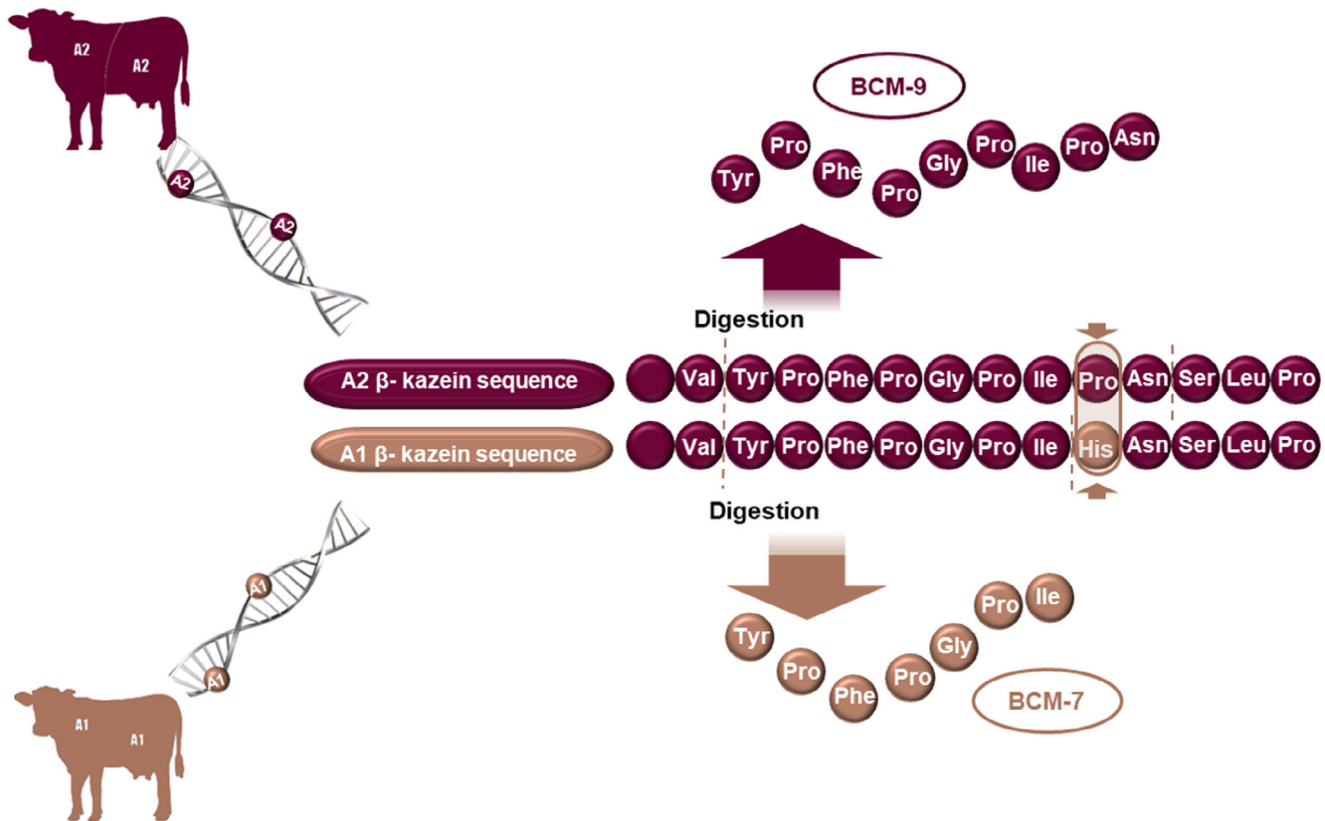 A2
A2
BCM-9
Tyr Pro Phe Pro Gly Pro Ile Pro Asn
A2
A2
Digestion
A2 β- kazein sequence
Val Tyr Pro Phe Pro Gly Pro Ile Pro Asn Ser Leu Pro
A1 β- kazein sequence
Val Tyr Pro Phe Pro Gly Pro Ile His Asn Ser Leu Pro
Digestion
A1
A1
Tyr Pro Phe Pro Gly Pro Ile
BCM-7
A1
A1